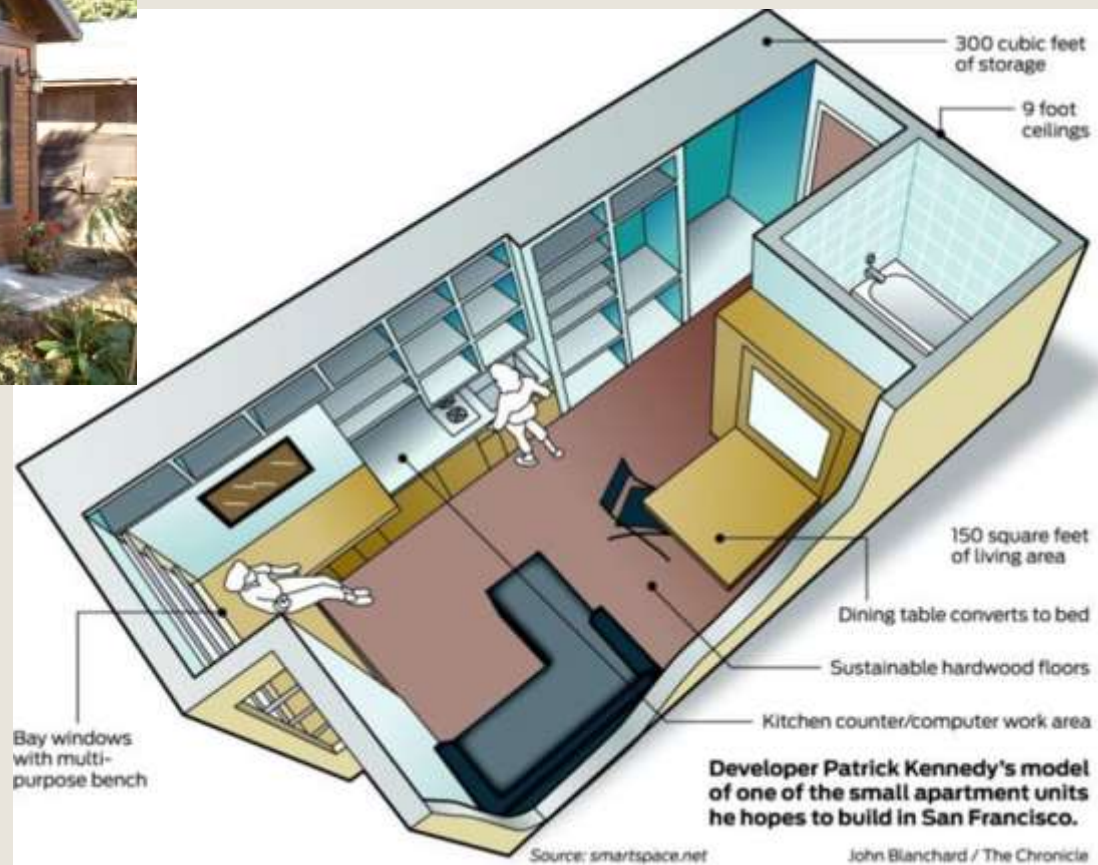 300 cubic feet
of storage
9 foot
ceilings
150 square feet
of living area
Dining table converts to bed
Sustainable hardwood floors
Kitchen counter/computer work area
Bay windows
with multi-
purpose bench
Developer Patrick Kennedy's model
of one of the small apartment units
he hopes to build in San Francisco.
Source: smartspace.net
John Blanchard / The Chronicle